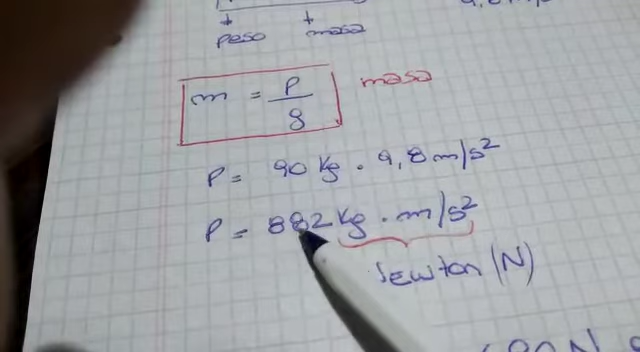 peso masa
m = P/g masa
P = 90 kg . 9,8 m/s²
P = 882 kg . m/s²
Newton (N)